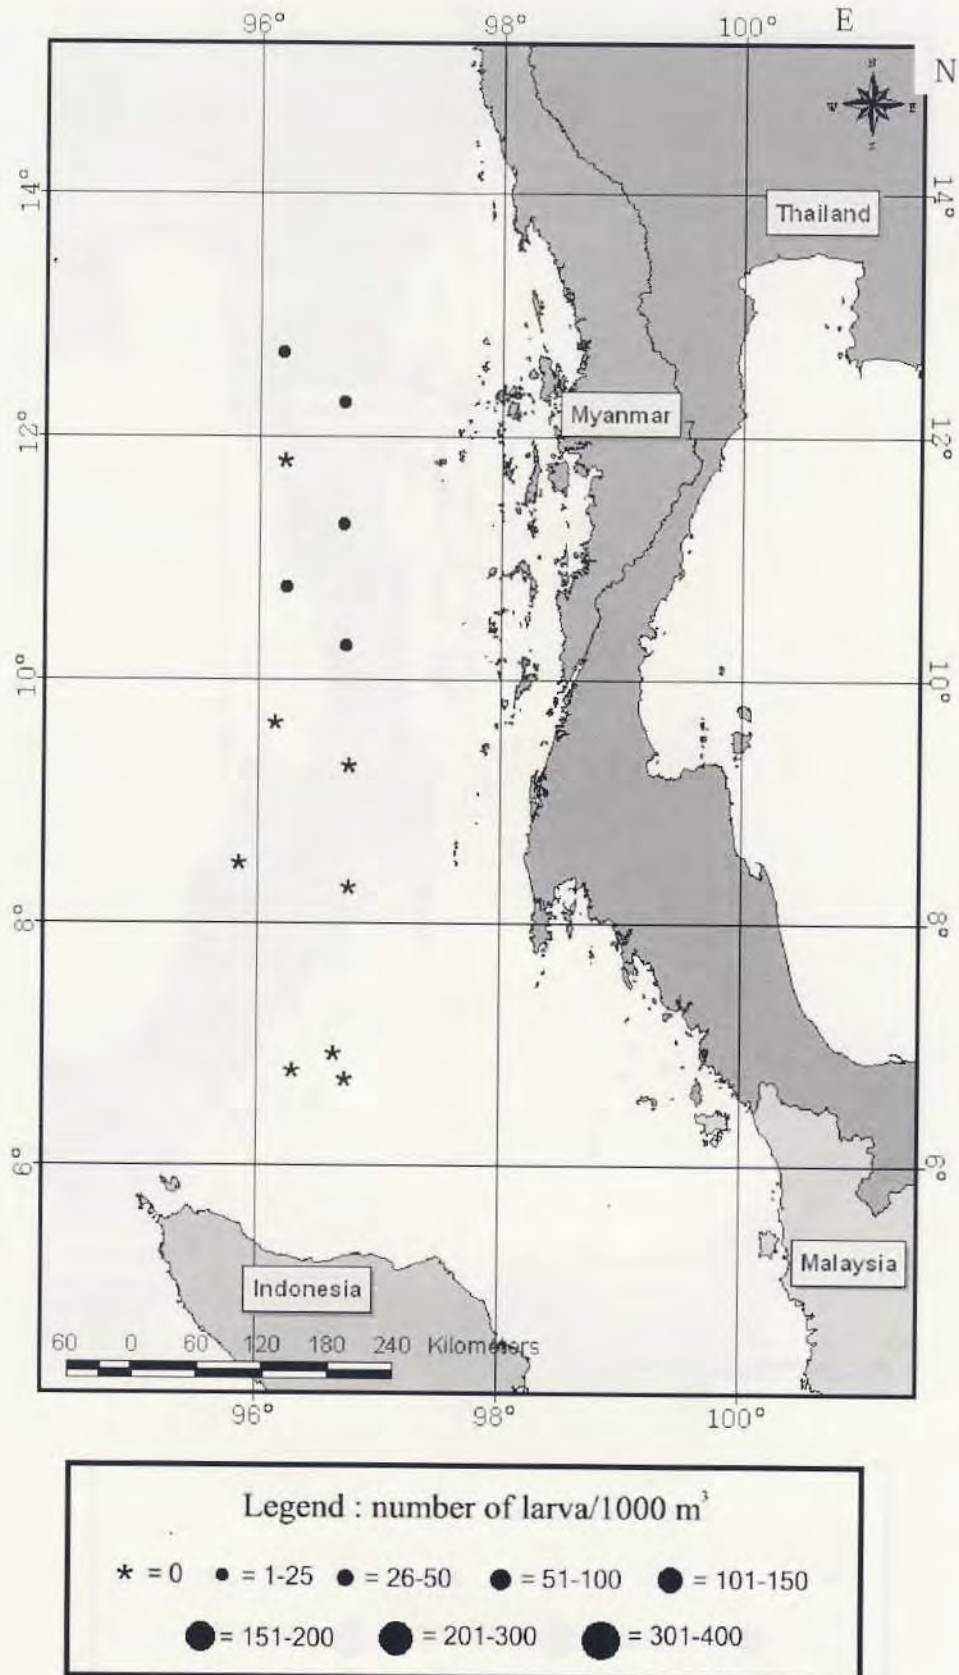 96° 98° 100° E
N
N
W E
S
14° 14°
Thailand
Myanmar
12° 12°
10° 10°
8° 8°
6° 6°
Malaysia
Indonesia
60 0 60 120 180 240 Kilometers
96° 98° 100°
Legend : number of larva/1000 m³
* = 0 ● = 1-25 ● = 26-50 ● = 51-100 ● = 101-150
● = 151-200 ● = 201-300 ● = 301-400